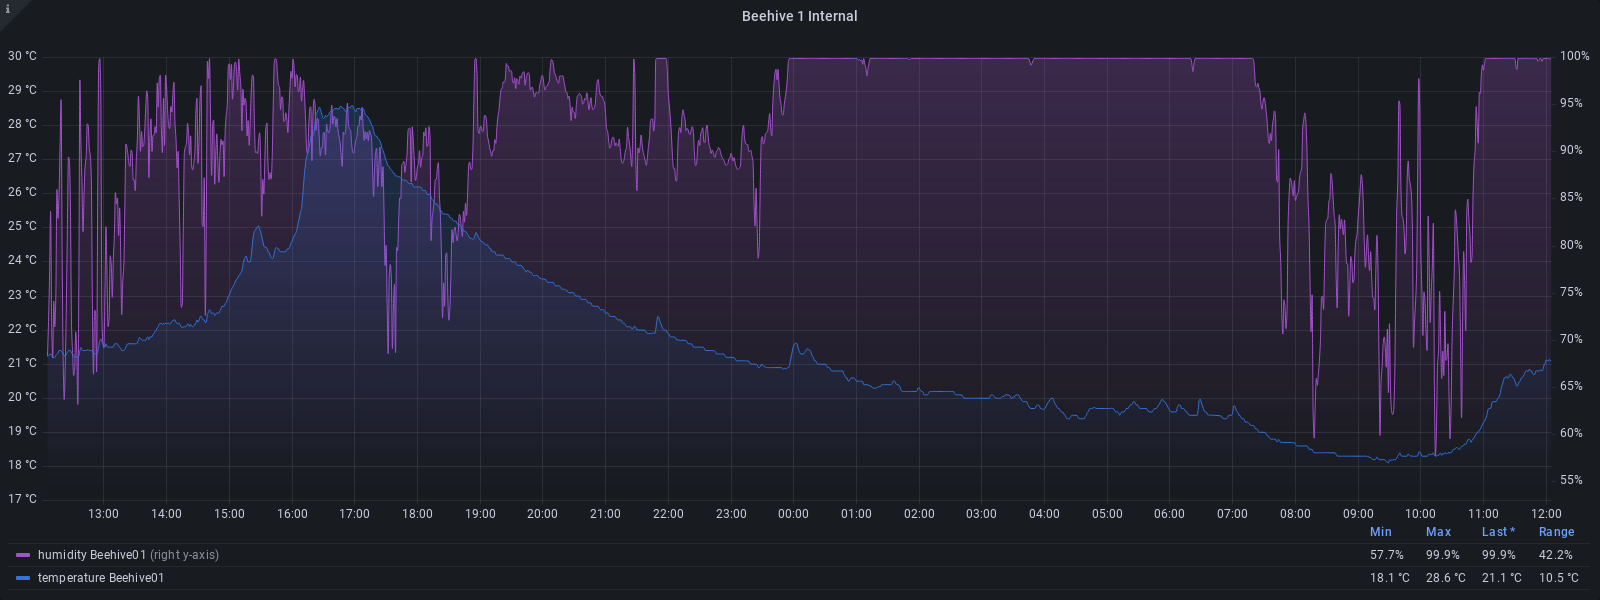 i
Beehive 1 Internal
30 °C 100%
29 °C 95%
28 °C
27 °C 90%
26 °C 85%
25 °C
24 °C 80%
23 °C 75%
22 °C 70%
21 °C
20 °C 65%
19 °C 60%
18 °C 55%
17 °C
13:00 14:00 15:00 16:00 17:00 18:00 19:00 20:00 21:00 22:00 23:00 00:00 01:00 02:00 03:00 04:00 05:00 06:00 07:00 08:00 09:00 10:00 11:00 12:00
Min Max Last * Range
humidity Beehive01 (right y-axis) 57.7% 99.9% 99.9% 42.2%
temperature Beehive01 18.1 °C 28.6 °C 21.1 °C 10.5 °C